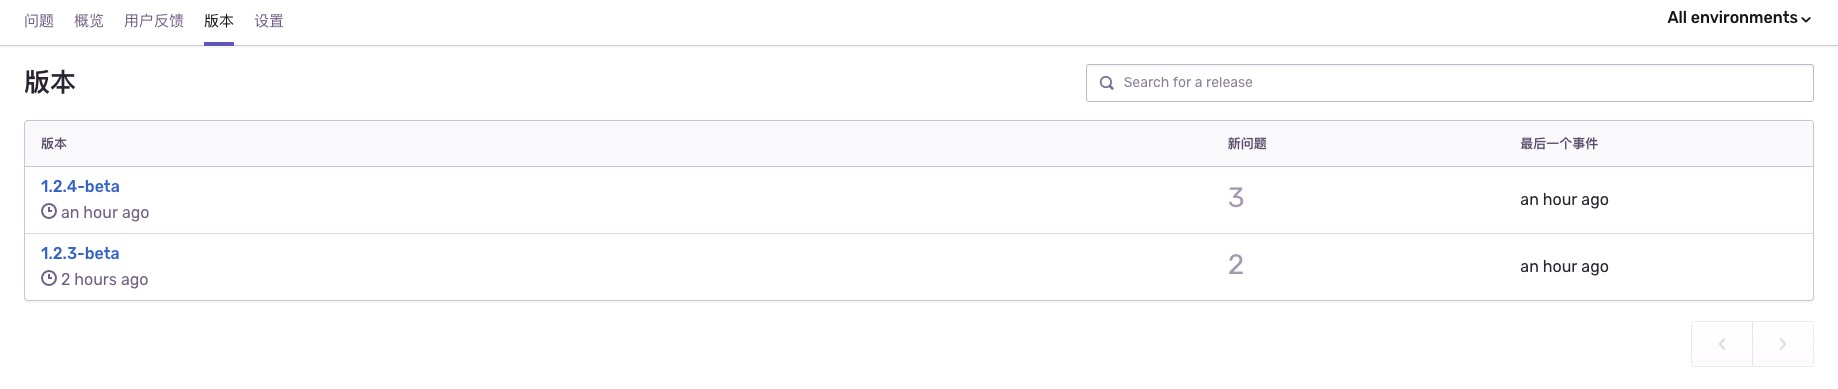 问题 概览 用户反馈 版本 设置 All environments
版本 Search for a release
版本 新问题 最后一个事件
1.2.4-beta
an hour ago 3 an hour ago
1.2.3-beta
2 hours ago 2 an hour ago